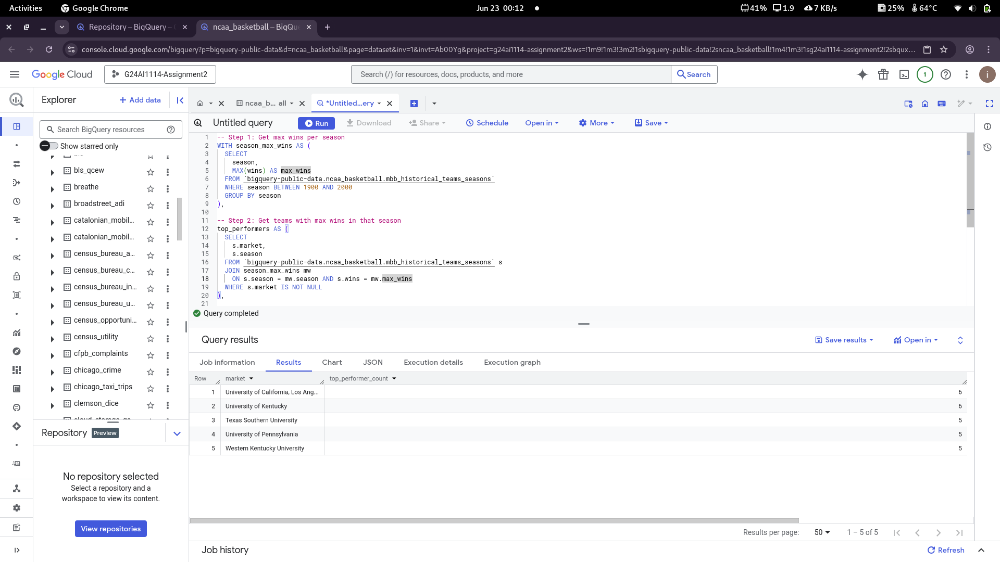 Activities
Google Chrome
Jun 23 00:12
41%
1.9
7 KB/s
25%
64°C
Repository – BigQuery –
ncaa_basketball – BigQue
console.cloud.google.com/bigquery?p=bigquery-public-data&d=ncaa_basketball&page=dataset&inv=1&invt=Ab00Yg&project=g24ai1114-assignment2&ws=!1m9!1m3!3m2!1sbigquery-public-data!2sncaa_basketball!1m4!1m3!1sg24ai1114-assignment2!2sbqux...
Google Cloud
G24AI1114-Assignment2
Search (/) for resources, docs, products, and more
Search
1
i
Explorer
+ Add data
ncaa_b... all
*Untitled...ery
Search BigQuery resources
Show starred only
bls_qcew
breathe
broadstreet_adi
catalonian_mobil...
catalonian_mobil...
census_bureau_a...
census_bureau_c...
census_bureau_in...
census_bureau_u...
census_opportuni...
census_utility
cfpb_complaints
chicago_crime
chicago_taxi_trips
clemson_dice
Repository Preview
No repository selected
Select a repository and a
workspace to view its content.
View repositories
Untitled query
Run
Download
Share
Schedule
Open in
More
Save
1 -- Step 1: Get max wins per season
2 WITH season_max_wins AS (
3 SELECT
4 season,
5 MAX(wins) AS max_wins
6 FROM `bigquery-public-data.ncaa_basketball.mbb_historical_teams_seasons`
7 WHERE season BETWEEN 1900 AND 2000
8 GROUP BY season
9 ),
10
11 -- Step 2: Get teams with max wins in that season
12 top_performers AS (
13 SELECT
14 s.market,
15 s.season
16 FROM `bigquery-public-data.ncaa_basketball.mbb_historical_teams_seasons` s
17 JOIN season_max_wins mw
18 ON s.season = mw.season AND s.wins = mw.max_wins
19 WHERE s.market IS NOT NULL
20 ),
21
Query completed
Query results
Save results
Open in
Job information
Results
Chart
JSON
Execution details
Execution graph
Row market top_performer_count
1 University of California, Los Ang... 6
2 University of Kentucky 6
3 Texas Southern University 5
4 University of Pennsylvania 5
5 Western Kentucky University 5
Results per page: 50 1 – 5 of 5
Job history
Refresh